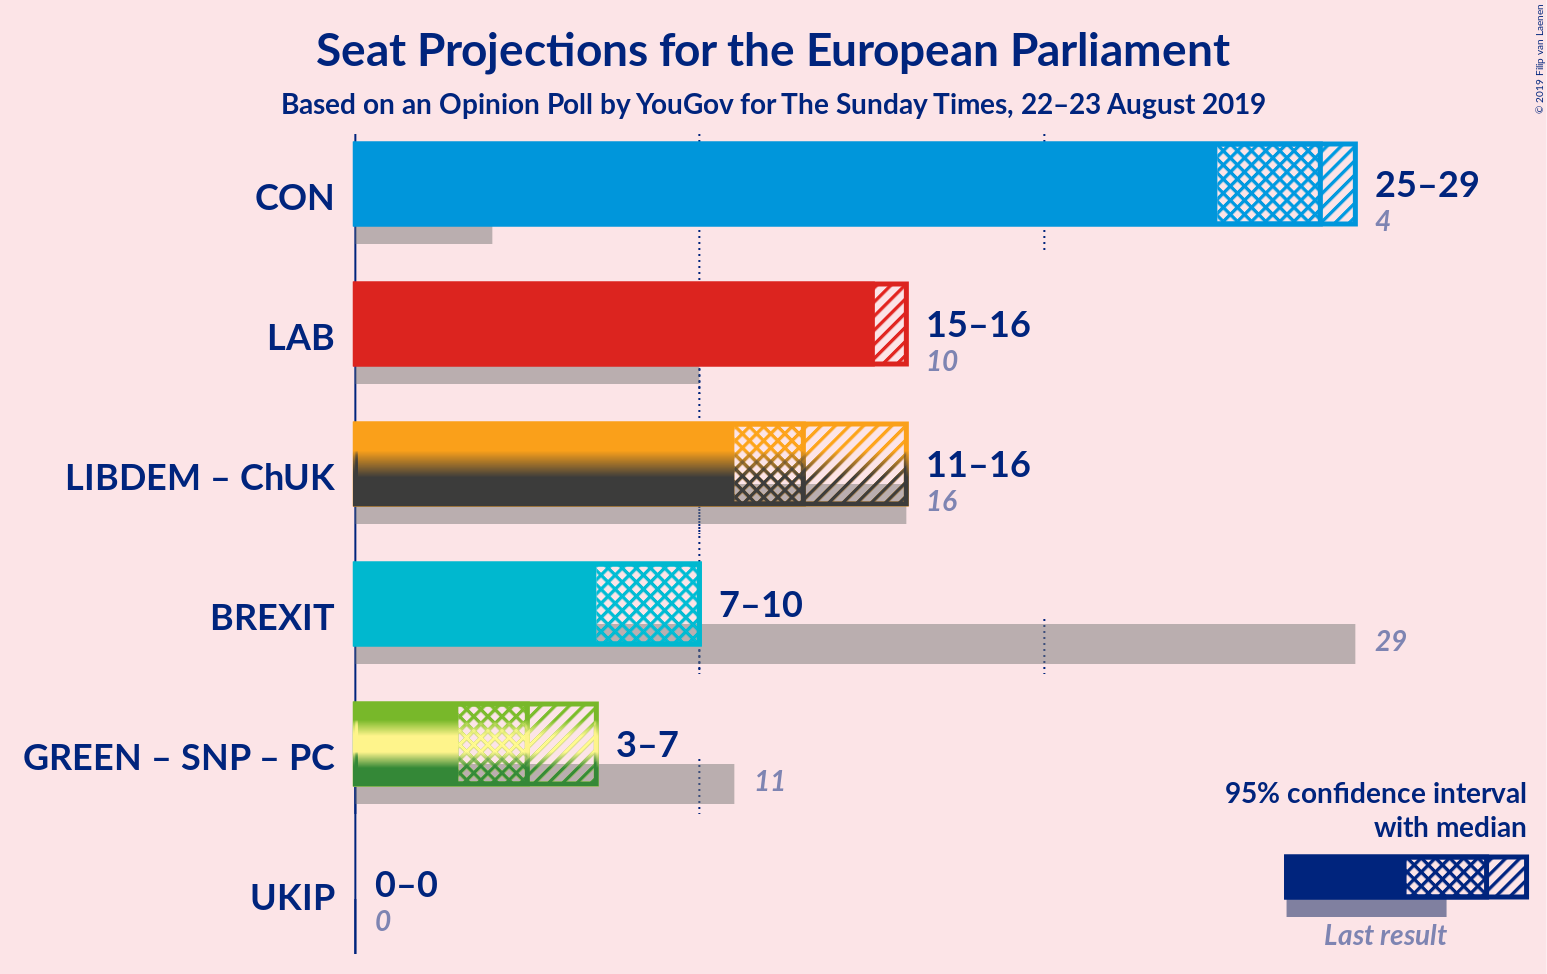 Seat Projections for the European Parliament
Based on an Opinion Poll by YouGov for The Sunday Times, 22–23 August 2019
© 2019 Filip van Laenen
CON
25–29
4
LAB
15–16
10
LIBDEM – ChUK
11–16
16
BREXIT
7–10
29
GREEN – SNP – PC
3–7
11
UKIP
0–0
0
95% confidence interval
with median
Last result